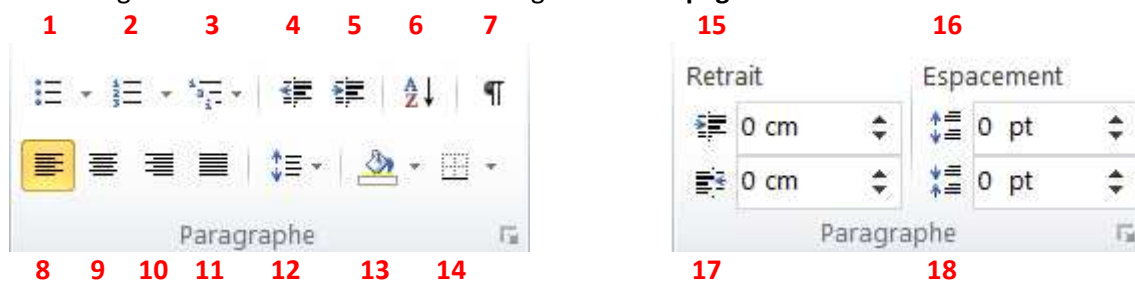 1 2 3 4 5 6 7 15 16
Retrait Espacement
0 cm 0 pt
0 cm 0 pt
Paragraphe Paragraphe
8 9 10 11 12 13 14 17 18